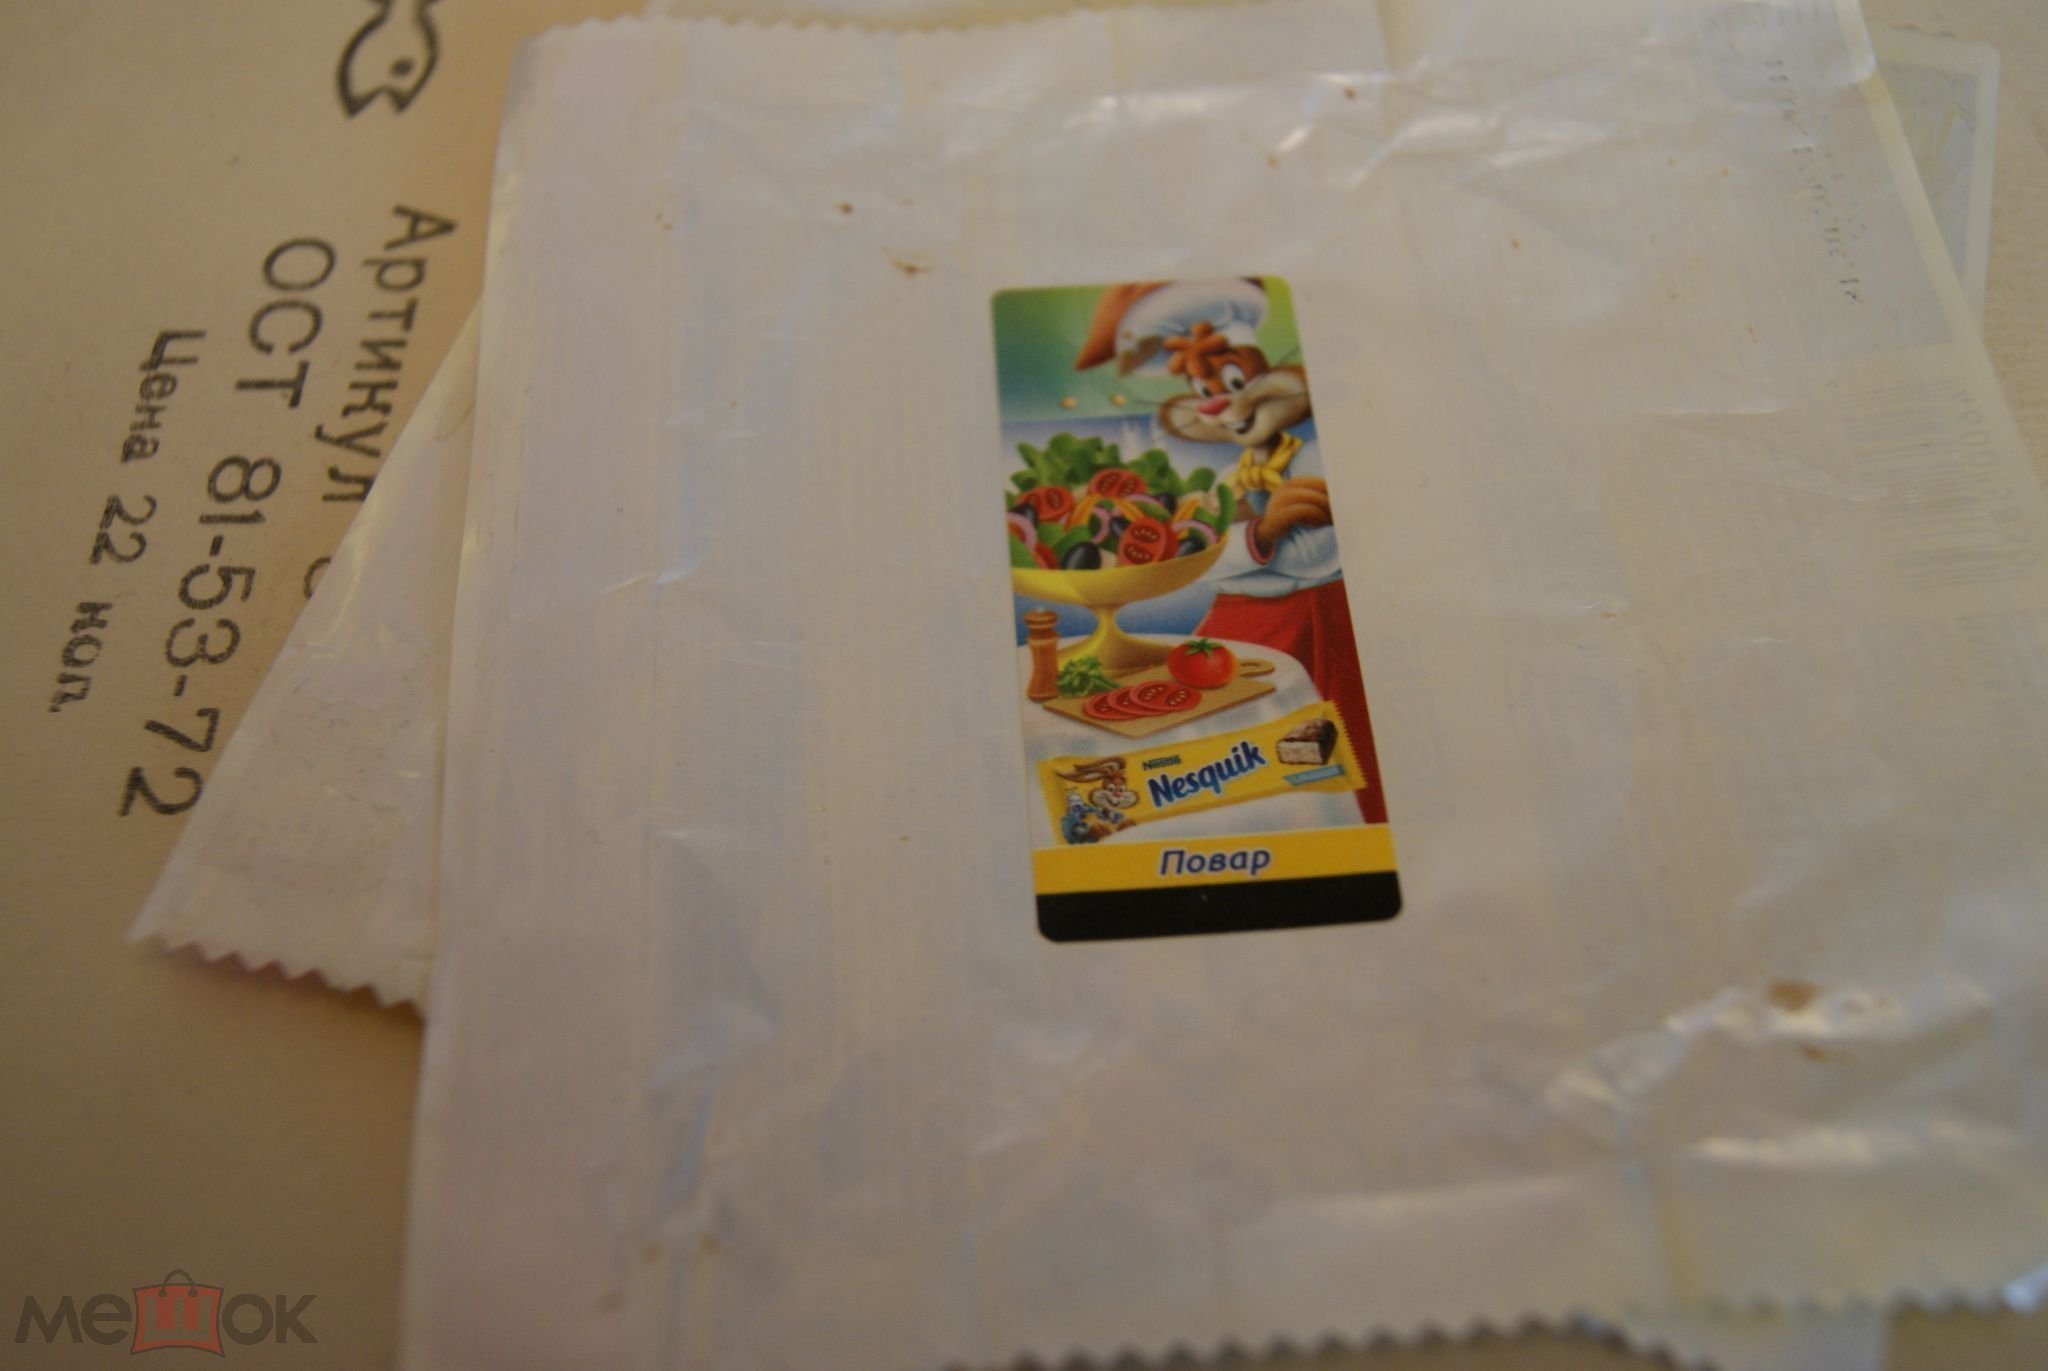 Артикул
ОСТ 81-53-72
Цена 22 коп.
Nestlé
Nesquik
Повар
мешок